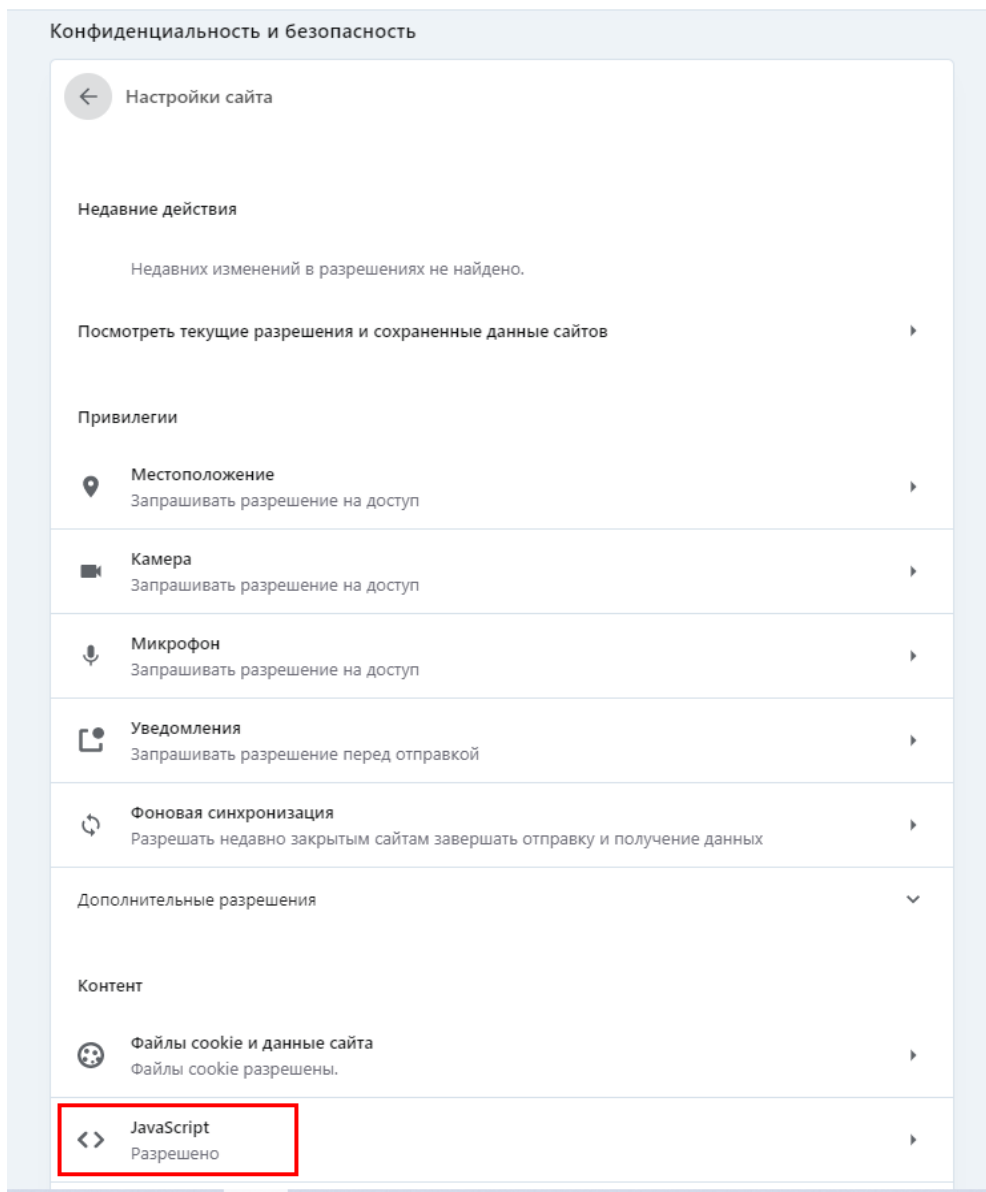 Конфиденциальность и безопасность
Настройки сайта
Недавние действия
Недавних изменений в разрешениях не найдено.
Посмотреть текущие разрешения и сохраненные данные сайтов
Привилегии
Местоположение
Запрашивать разрешение на доступ
Камера
Запрашивать разрешение на доступ
Микрофон
Запрашивать разрешение на доступ
Уведомления
Запрашивать разрешение перед отправкой
Фоновая синхронизация
Разрешать недавно закрытым сайтам завершать отправку и получение данных
Дополнительные разрешения
Контент
Файлы cookie и данные сайта
Файлы cookie разрешены.
JavaScript
Разрешено